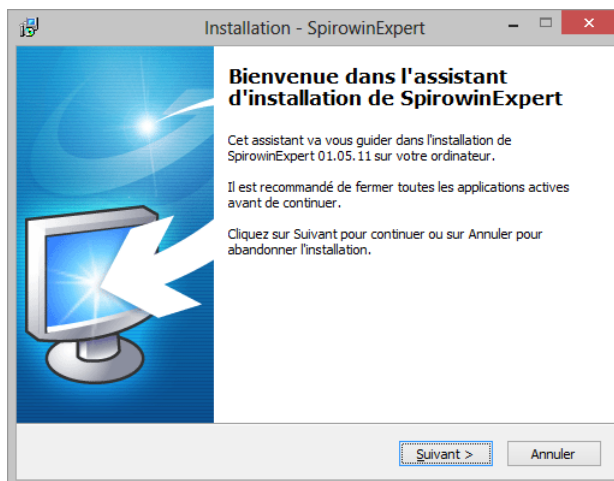 Installation - SpirowinExpert
Bienvenue dans l'assistant
d'installation de SpirowinExpert
Cet assistant va vous guider dans l'installation de
SpirowinExpert 01.05.11 sur votre ordinateur.
Il est recommandé de fermer toutes les applications actives
avant de continuer.
Cliquez sur Suivant pour continuer ou sur Annuler pour
abandonner l'installation.
Suivant >
Annuler